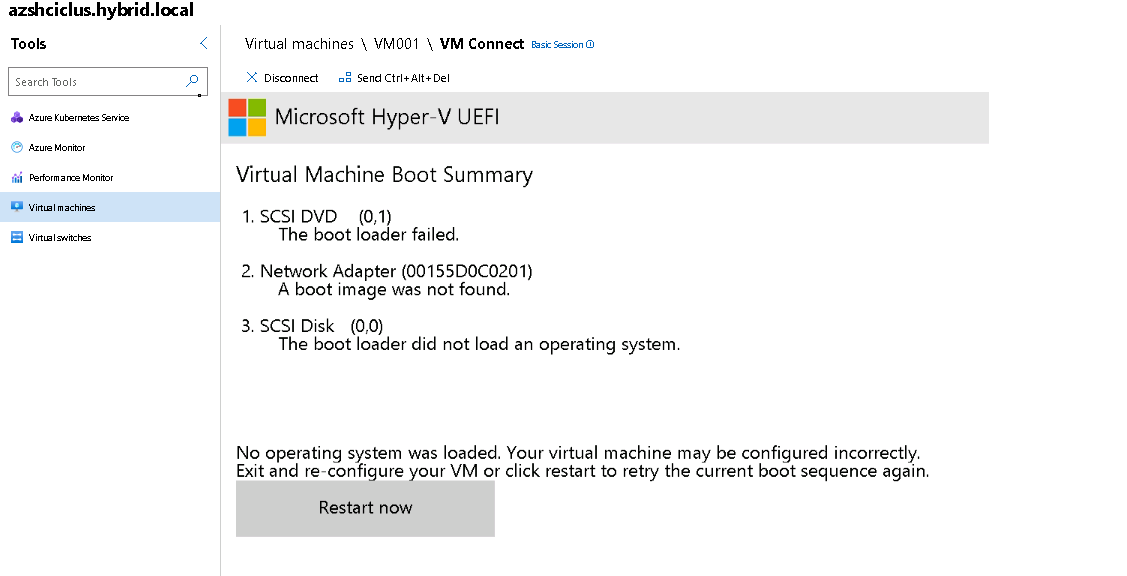 azshciclus.hybrid.local
Tools
Search Tools
Azure Kubernetes Service
Azure Monitor
Performance Monitor
Virtual machines
Virtual switches
Virtual machines \ VM001 \ VM Connect Basic Session
Disconnect Send Ctrl+Alt+Del
Microsoft Hyper-V UEFI
Virtual Machine Boot Summary
1. SCSI DVD (0,1)
The boot loader failed.
2. Network Adapter (00155D0C0201)
A boot image was not found.
3. SCSI Disk (0,0)
The boot loader did not load an operating system.
No operating system was loaded. Your virtual machine may be configured incorrectly.
Exit and re-configure your VM or click restart to retry the current boot sequence again.
Restart now